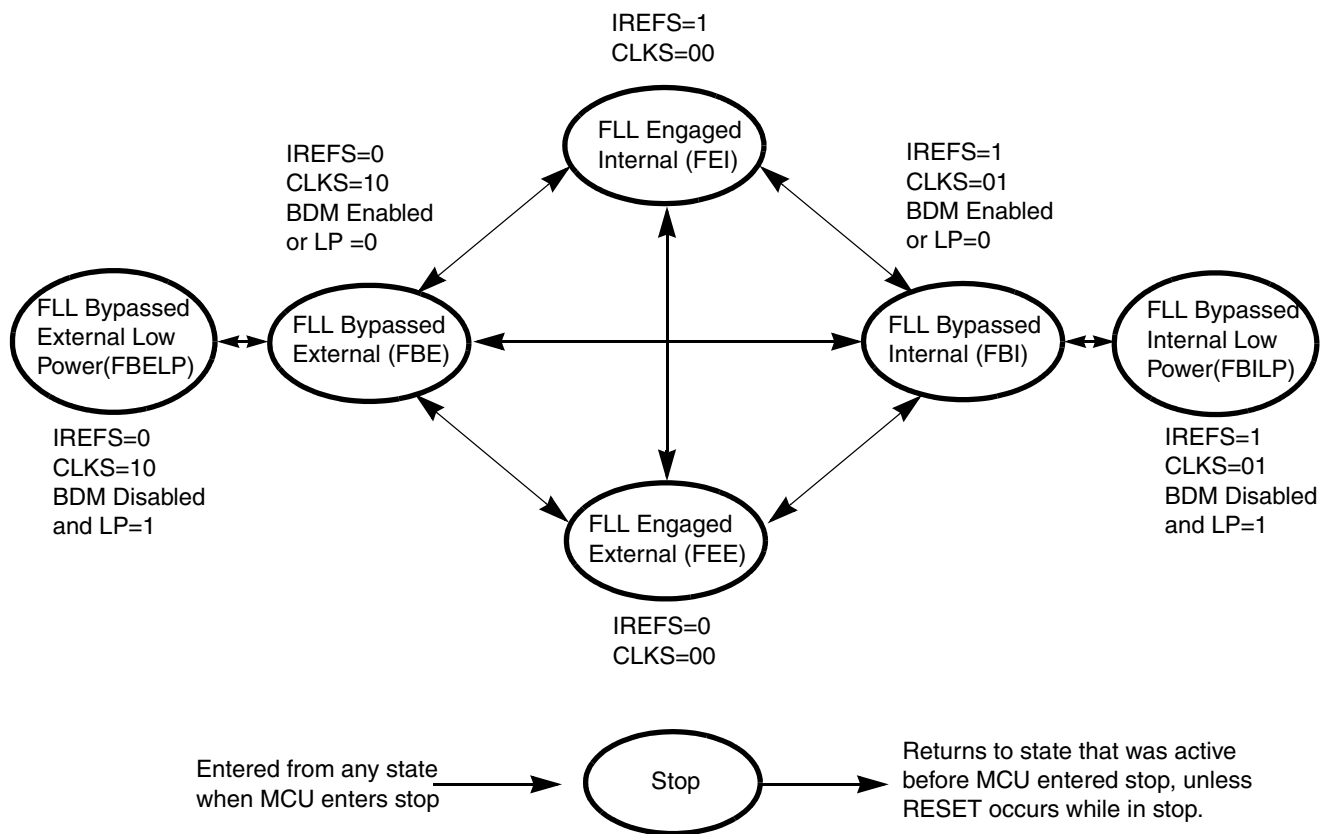 IREFS=1
CLKS=00
FLL Engaged
Internal (FEI)
IREFS=0
CLKS=10
BDM Enabled
or LP =0
IREFS=1
CLKS=01
BDM Enabled
or LP=0
FLL Bypassed
External Low
Power(FBELP)
FLL Bypassed
External (FBE)
FLL Bypassed
Internal (FBI)
FLL Bypassed
Internal Low
Power(FBILP)
IREFS=0
CLKS=10
BDM Disabled
and LP=1
IREFS=1
CLKS=01
BDM Disabled
and LP=1
FLL Engaged
External (FEE)
IREFS=0
CLKS=00
Entered from any state
when MCU enters stop
Stop
Returns to state that was active
before MCU entered stop, unless
RESET occurs while in stop.